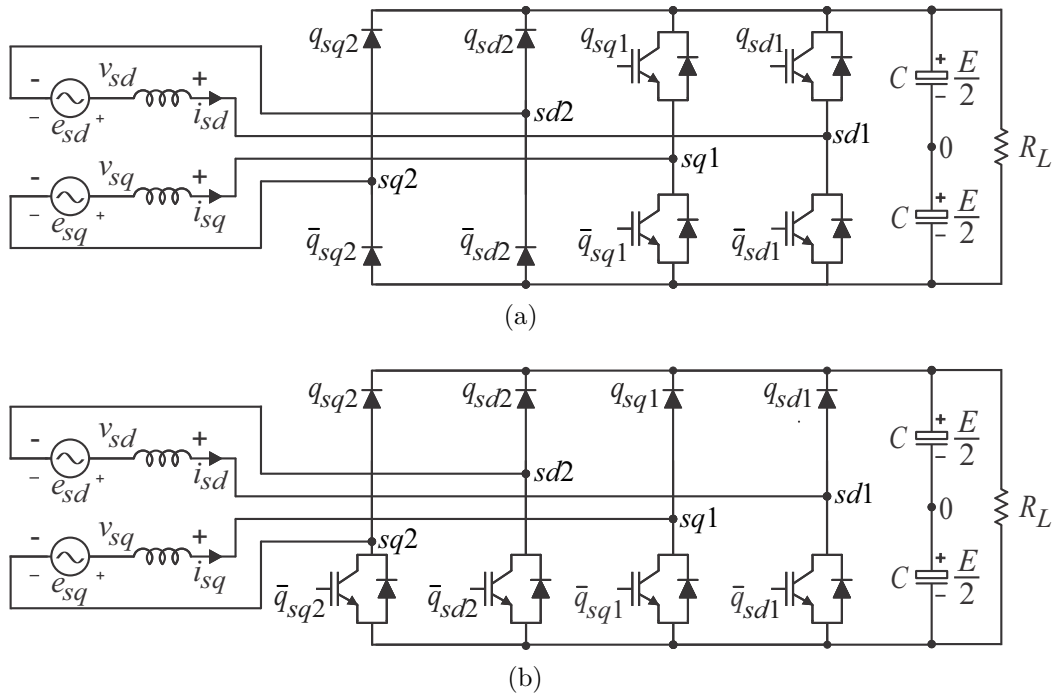 q_sq2 q_sd2 q_sq1 q_sd1
- v_sd + C + E/2 -
- e_sd + i_sd sd2
sd1 0 R_L
- v_sq + sq1
- e_sq + i_sq sq2 C + E/2 -
q̄_sq2 q̄_sd2 q̄_sq1 q̄_sd1
(a)
q_sq2 q_sd2 q_sq1 q_sd1
- v_sd + C + E/2 -
- e_sd + i_sd sd2
sd1 0 R_L
- v_sq + sq1
- e_sq + i_sq sq2 C + E/2 -
q̄_sq2 q̄_sd2 q̄_sq1 q̄_sd1
(b)